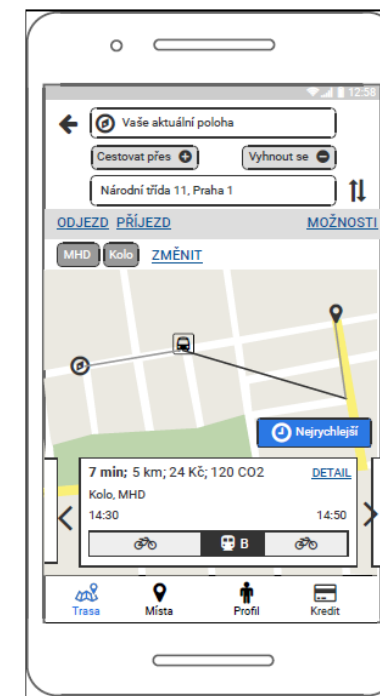 12:58
Vaše aktuální poloha
Cestovat přes Vyhnout se
Národní třída 11, Praha 1
ODJEZD PŘÍJEZD MOŽNOSTI
MHD Kolo ZMĚNIT
Nejrychlejší
7 min; 5 km; 24 Kč; 120 CO2 DETAIL
Kolo, MHD
14:30 14:50
B
Trasa Místa Profil Kredit